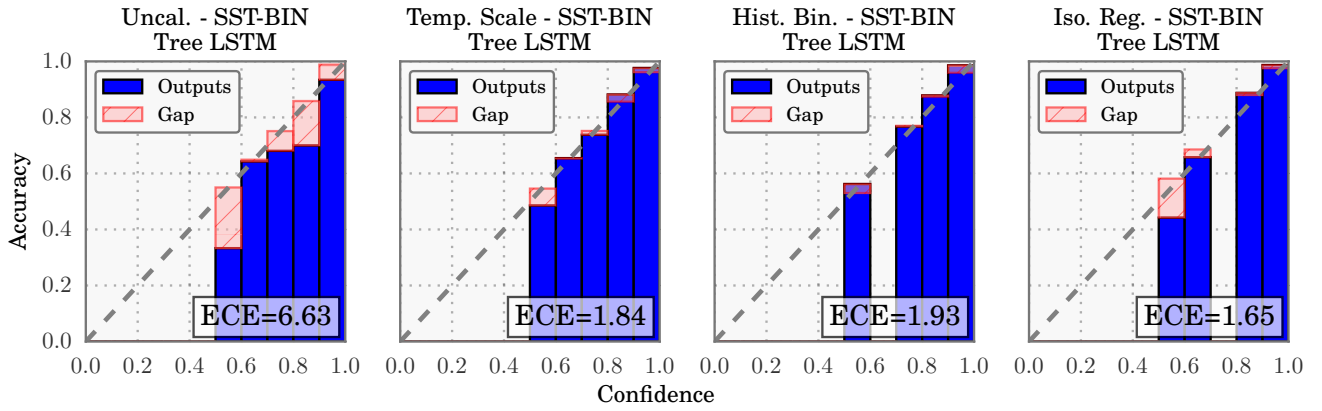 Uncal. - SST-BIN
Tree LSTM
Temp. Scale - SST-BIN
Tree LSTM
Hist. Bin. - SST-BIN
Tree LSTM
Iso. Reg. - SST-BIN
Tree LSTM
Accuracy
1.0
0.8
0.6
0.4
0.2
0.0
Outputs
Gap
ECE=6.63
0.0 0.2 0.4 0.6 0.8 1.0
Outputs
Gap
ECE=1.84
0.0 0.2 0.4 0.6 0.8 1.0
Outputs
Gap
ECE=1.93
0.0 0.2 0.4 0.6 0.8 1.0
Outputs
Gap
ECE=1.65
0.0 0.2 0.4 0.6 0.8 1.0
Confidence